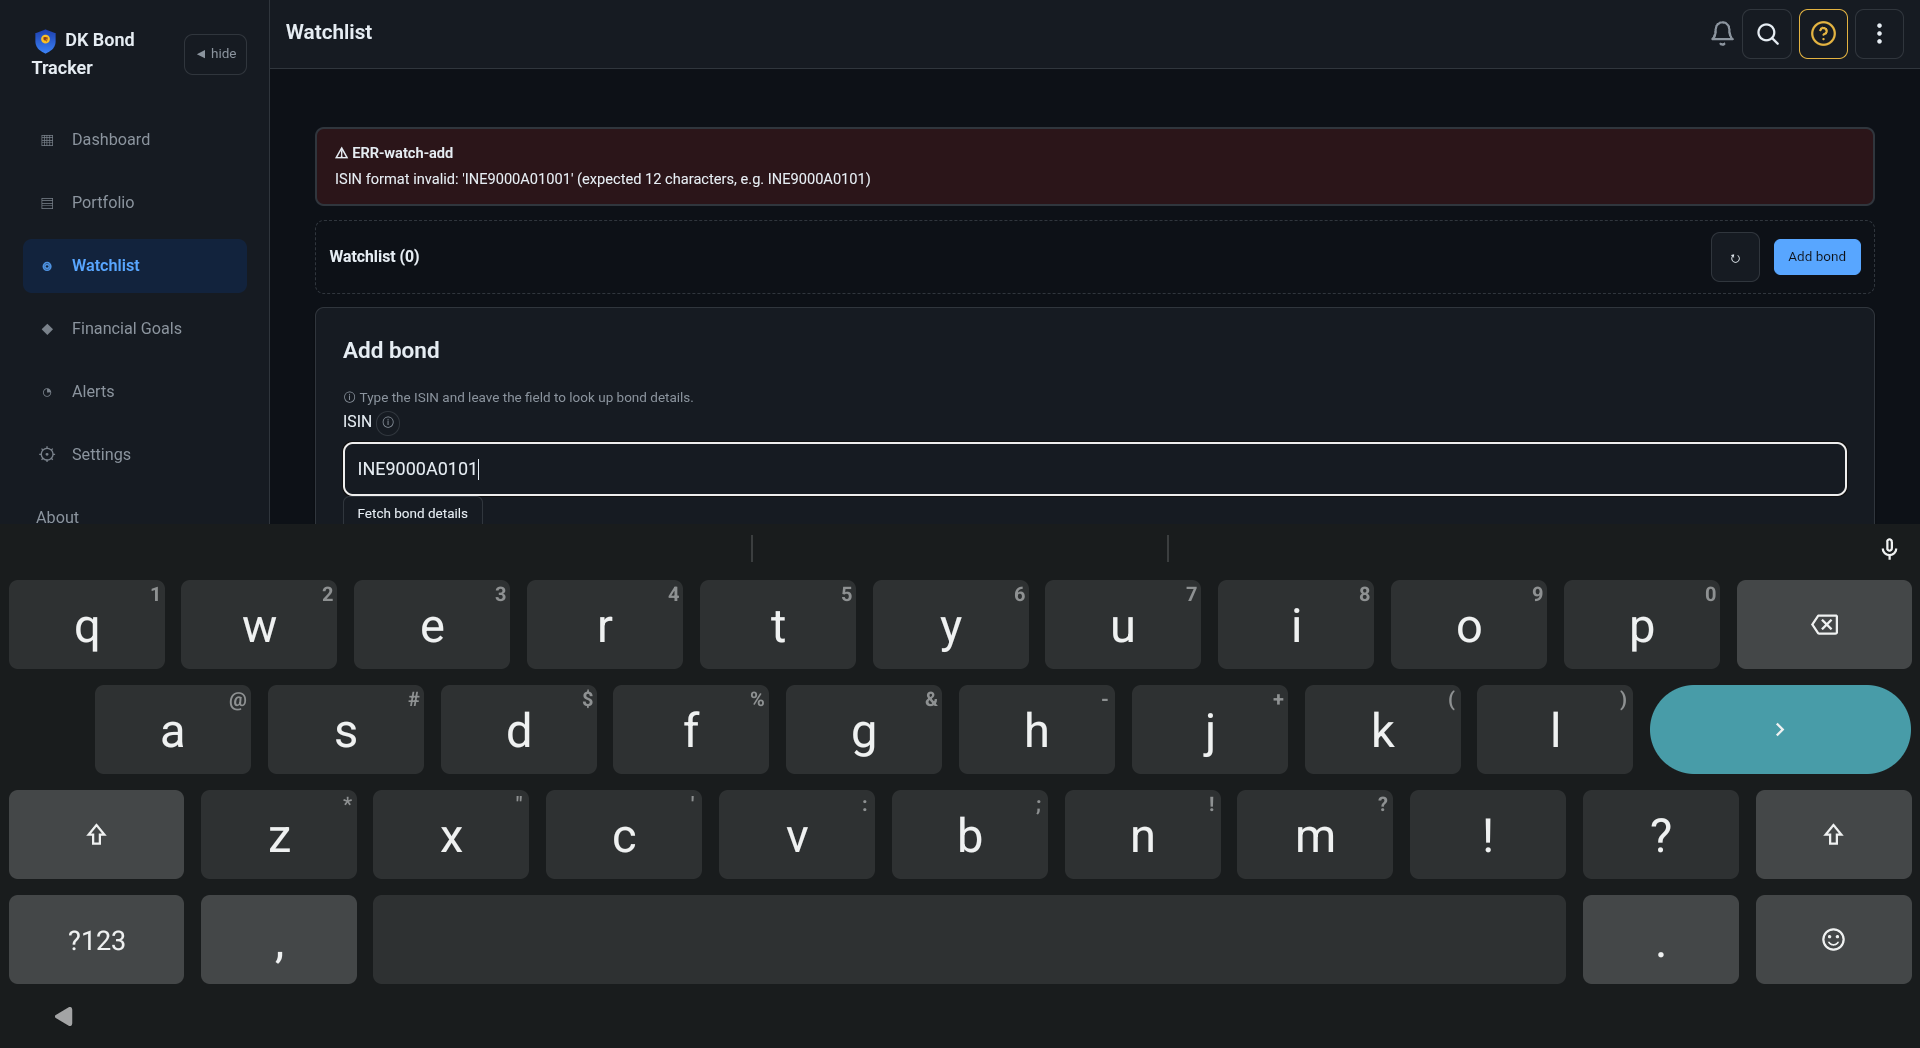 DK Bond
Tracker
◄ hide
Watchlist
Dashboard
Portfolio
Watchlist
Financial Goals
Alerts
Settings
About
⚠ ERR-watch-add
ISIN format invalid: 'INE9000A01001' (expected 12 characters, e.g. INE9000A0101)
Watchlist (0)
↻
Add bond
Add bond
ⓘ Type the ISIN and leave the field to look up bond details.
ISIN ⓘ
INE9000A0101
Fetch bond details
1 2 3 4 5 6 7 8 9 0
q w e r t y u i o p
@ # $ % & - + ( )
a s d f g h j k l
* " ' : ; ! ?
z x c v b n m ! ?
?123 , .